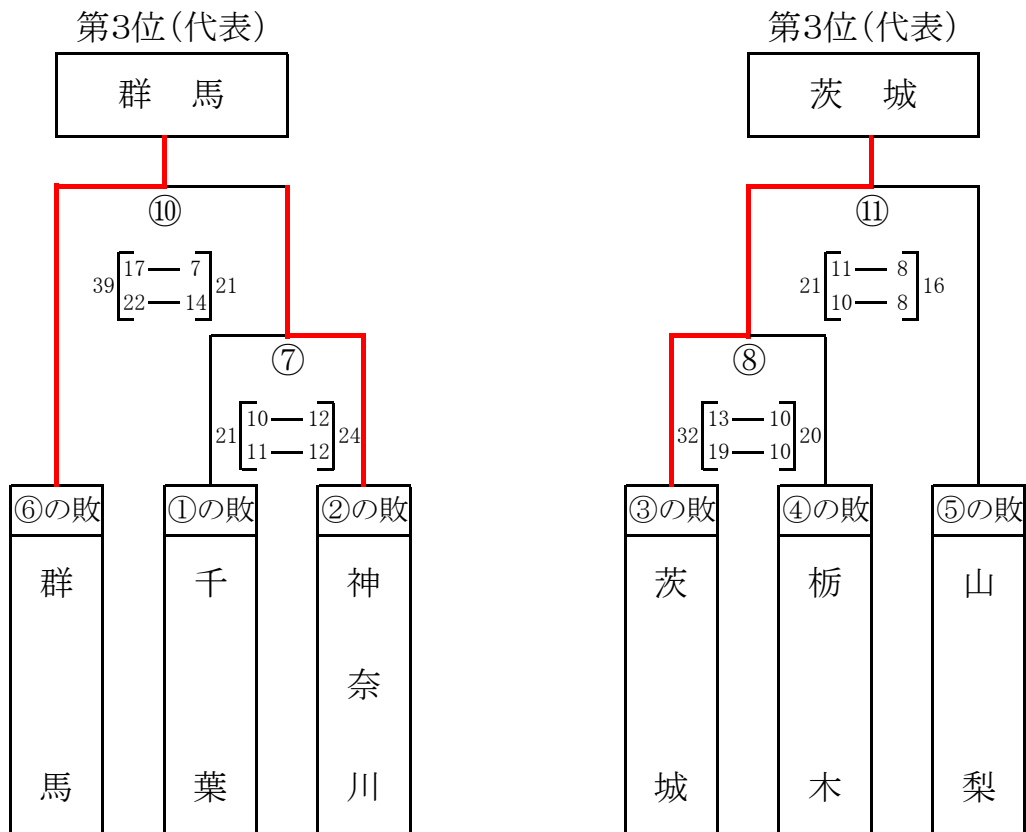 第3位(代表) 第3位(代表)
群 馬 茨 城
⑩ ⑪
39 17 7 21
22 14
21 11 8 16
10 8
⑦ ⑧
21 10 12 24
11 12
32 13 10 20
19 10
⑥の敗 ①の敗 ②の敗 ③の敗 ④の敗 ⑤の敗
群馬 千葉 神奈川 茨城 栃木 山梨